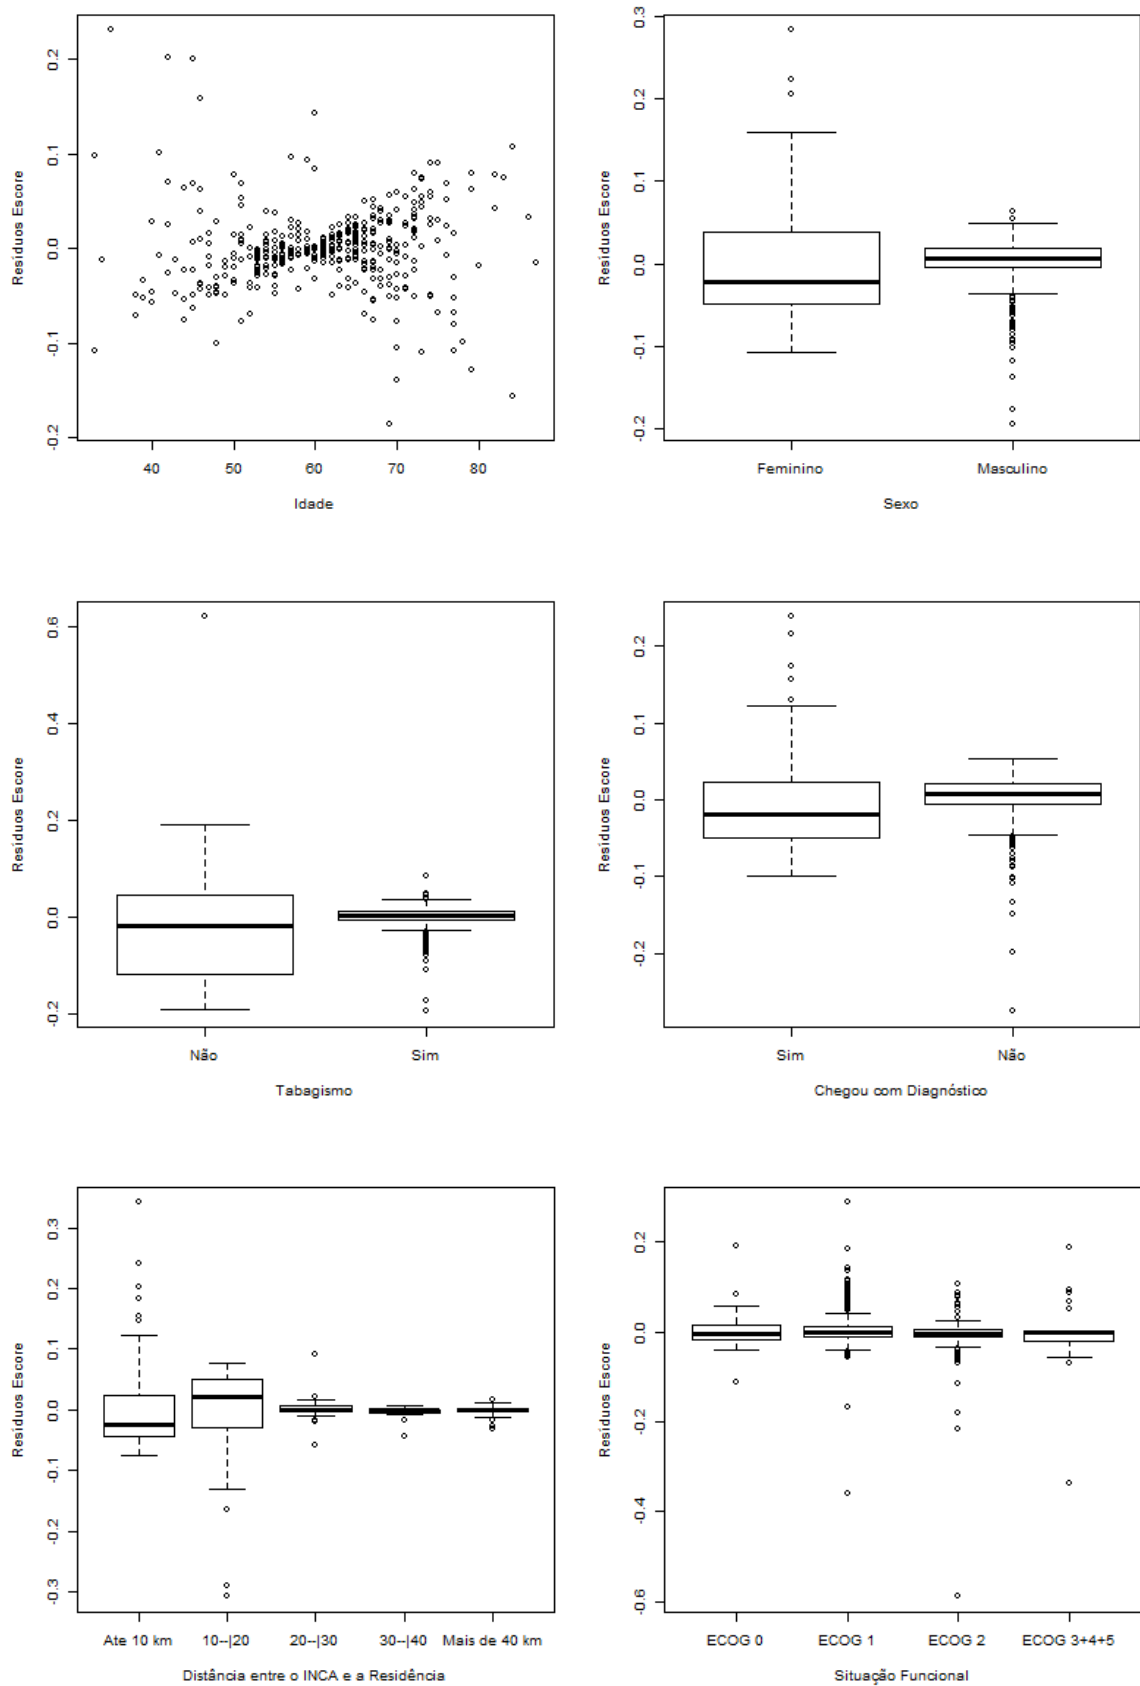 Resíduos Escore
0.2
0.1
0.0
-0.1
-0.2
40 50 60 70 80
Idade
Resíduos Escore
0.3
0.2
0.1
0.0
-0.1
-0.2
Feminino Masculino
Sexo
Resíduos Escore
0.6
0.4
0.2
0.0
-0.2
Não Sim
Tabagismo
Resíduos Escore
0.2
0.1
0.0
-0.1
-0.2
Sim Não
Chegou com Diagnóstico
Resíduos Escore
0.3
0.2
0.1
0.0
-0.1
-0.2
-0.3
Ate 10 km 10--|20 20--|30 30--|40 Mais de 40 km
Distância entre o INCA e a Residência
Resíduos Escore
0.2
0.0
-0.2
-0.4
-0.6
ECOG 0 ECOG 1 ECOG 2 ECOG 3+4+5
Situação Funcional